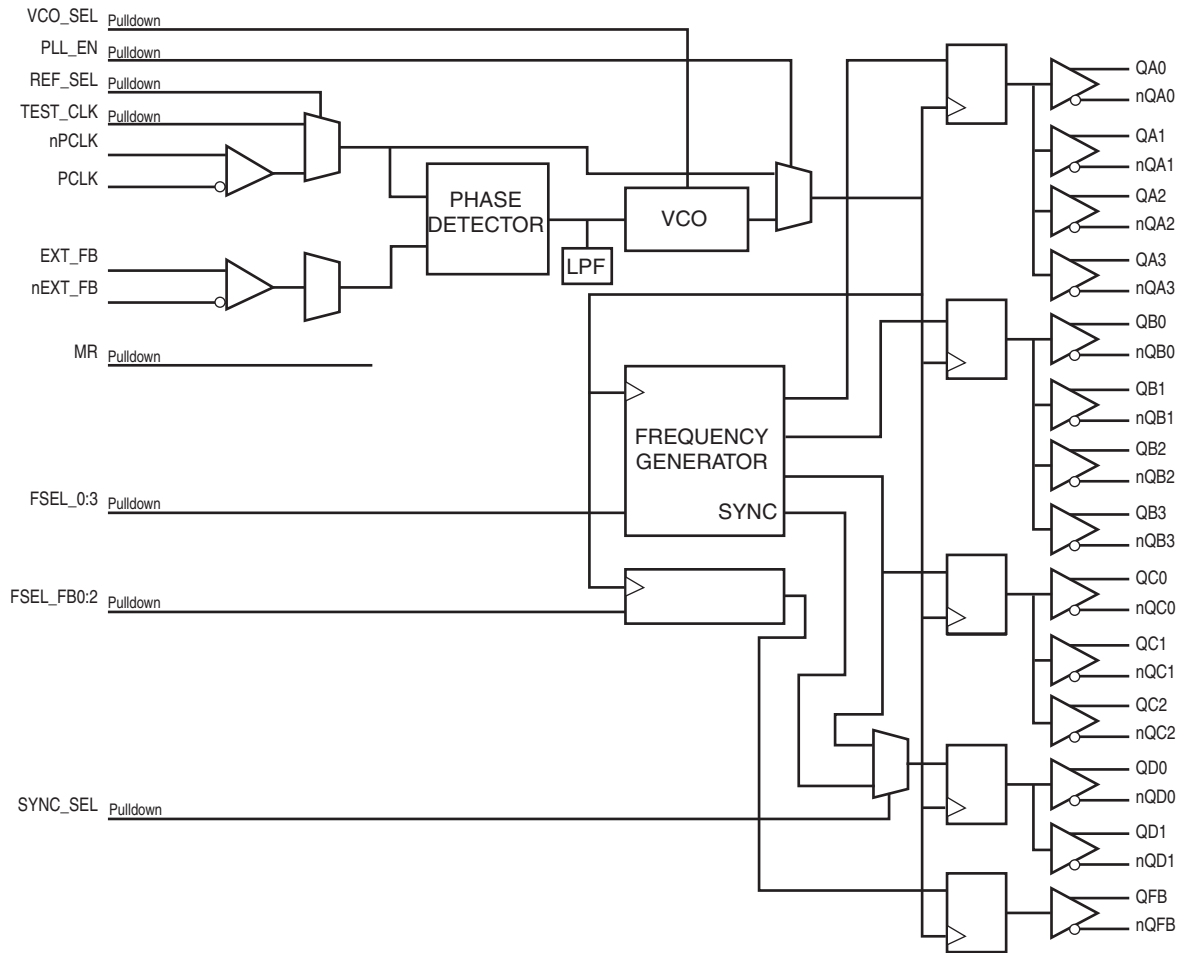 VCO_SEL Pulldown
PLL_EN Pulldown
REF_SEL Pulldown
TEST_CLK Pulldown
nPCLK
PCLK
EXT_FB
nEXT_FB
MR Pulldown
FSEL_0:3 Pulldown
FSEL_FB0:2 Pulldown
SYNC_SEL Pulldown
PHASE
DETECTOR
LPF
VCO
FREQUENCY
GENERATOR
SYNC
QA0
nQA0
QA1
nQA1
QA2
nQA2
QA3
nQA3
QB0
nQB0
QB1
nQB1
QB2
nQB2
QB3
nQB3
QC0
nQC0
QC1
nQC1
QC2
nQC2
QD0
nQD0
QD1
nQD1
QFB
nQFB